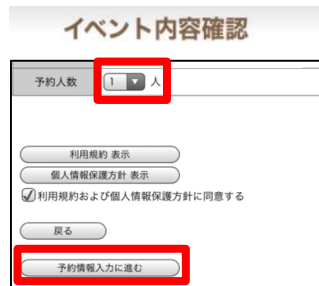 イベント内容確認
予約人数 1 人
利用規約 表示
個人情報保護方針 表示
利用規約および個人情報保護方針に同意する
戻る
予約情報入力に進む